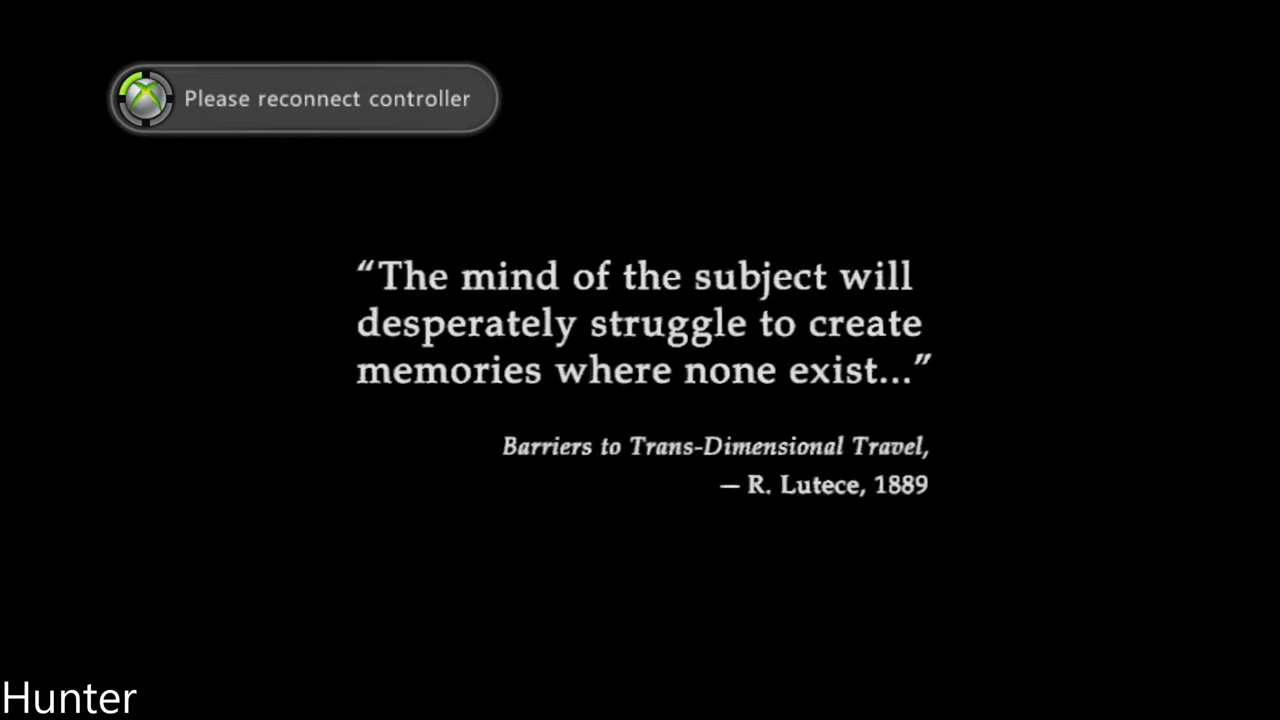 Please reconnect controller
“The mind of the subject will
desperately struggle to create
memories where none exist...”
Barriers to Trans-Dimensional Travel,
— R. Lutece, 1889
Hunter